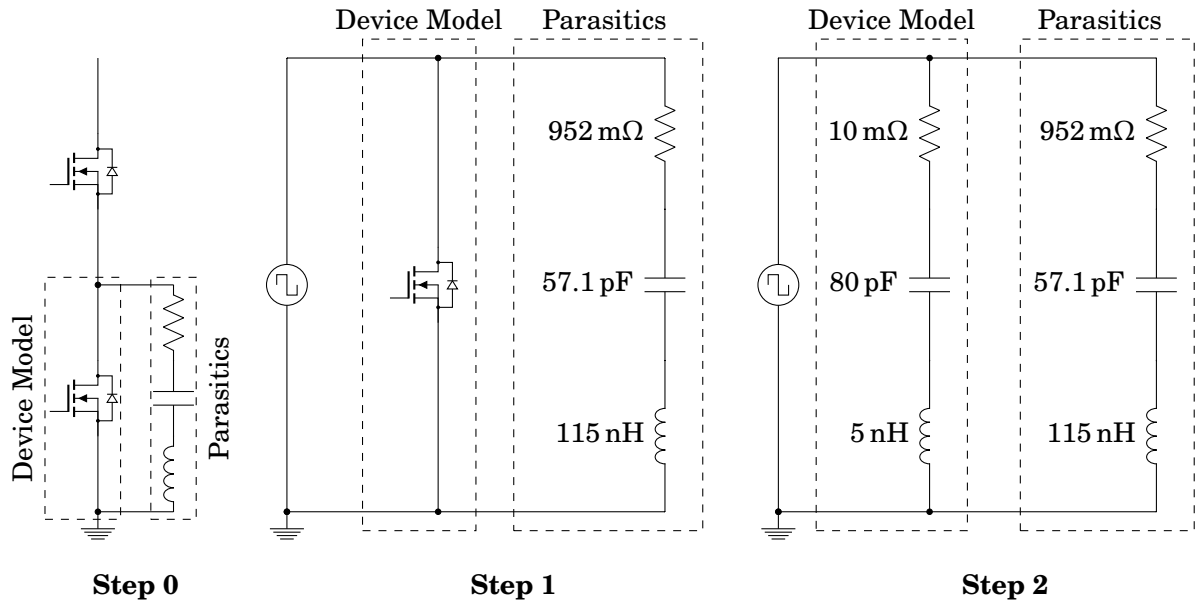 Device Model
Parasitics
Step 0
Device Model
Parasitics
952 mΩ
57.1 pF
115 nH
Step 1
Device Model
Parasitics
10 mΩ
952 mΩ
80 pF
57.1 pF
5 nH
115 nH
Step 2